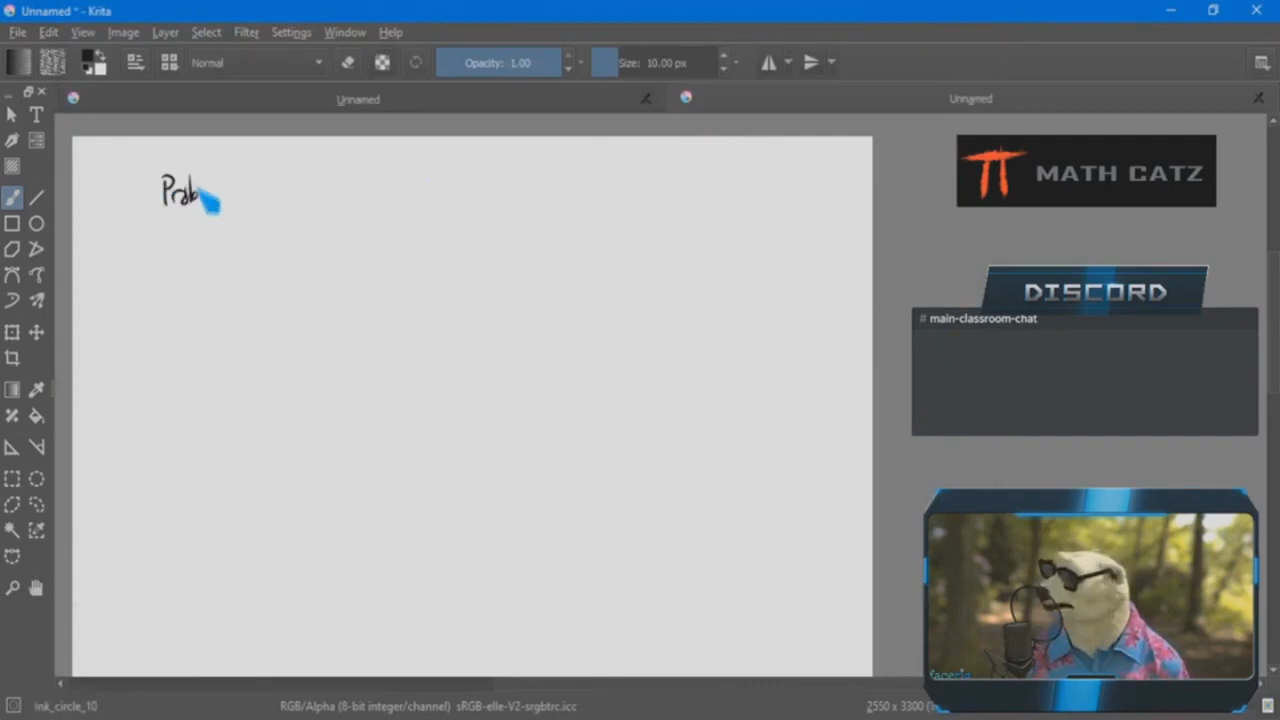 Unnamed * - Krita
File Edit View Image Layer Select Filter Settings Window Help
Normal Opacity: 1.00 Size: 10.00 px
Unnamed Unnamed
Prob
MATH CATZ
DISCORD
# main-classroom-chat
facerig
Ink_circle_10 RGB/Alpha (8-bit integer/channel) sRGB-elle-V2-srgbtrc.icc 2550 x 3300